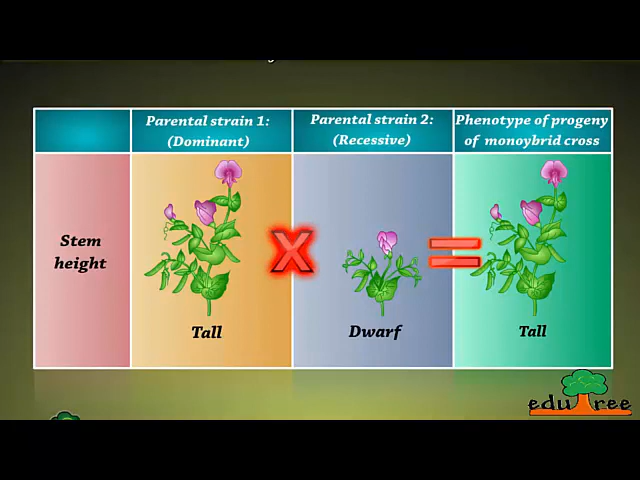 Parental strain 1:
(Dominant)
Parental strain 2:
(Recessive)
Phenotype of progeny
of monoybrid cross
Stem
height
X
=
Tall
Dwarf
Tall
eduTree